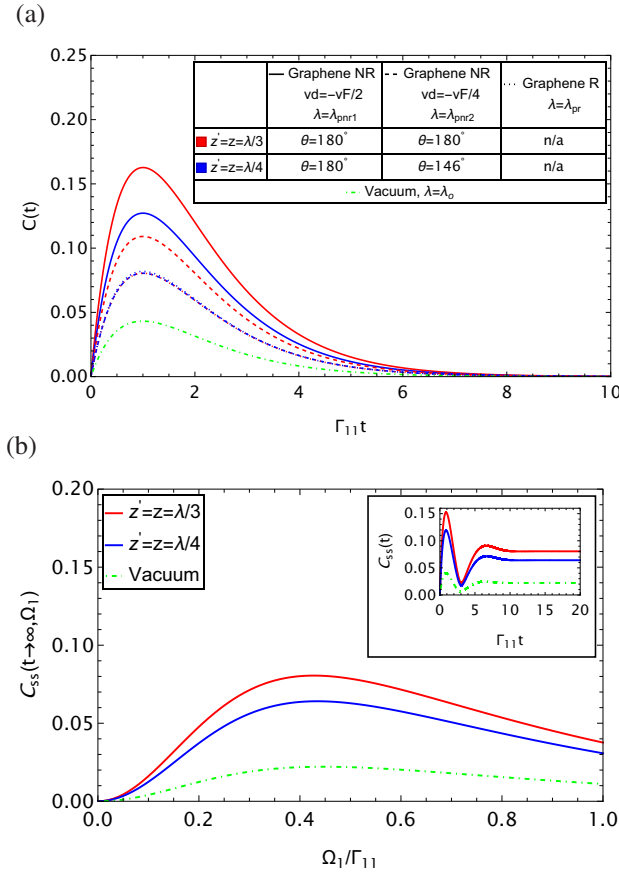 (a)
0.25
0.20
0.15
0.10
0.05
0.00
C(t)
0 2 4 6 8 10
Γ₁₁t
Graphene NR
vd=-vF/2
λ=λpnr1
Graphene NR
vd=-vF/4
λ=λpnr2
Graphene R
λ=λpr
z'=z=λ/3 θ=180° θ=180° n/a
z'=z=λ/4 θ=180° θ=146° n/a
Vacuum, λ=λo
(b)
0.20
0.15
0.10
0.05
0.00
Css(t→∞,Ω₁)
0.0 0.2 0.4 0.6 0.8 1.0
Ω₁/Γ₁₁
z'=z=λ/3
z'=z=λ/4
Vacuum
0.15
0.10
0.05
0.00
Css(t)
0 5 10 15 20
Γ₁₁t